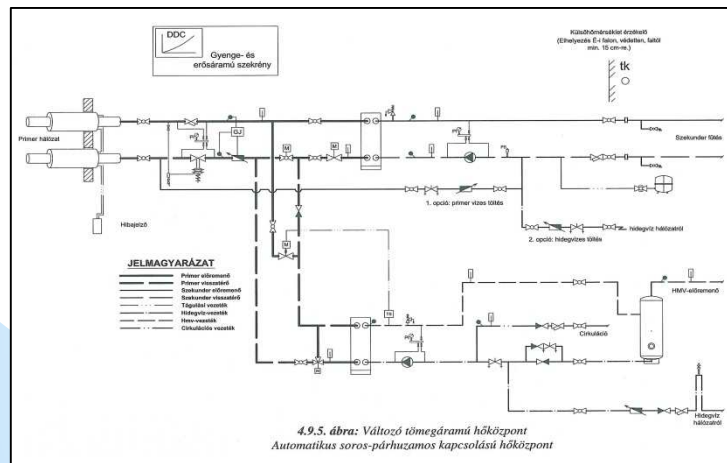 DDC
Gyenge- és
erősáramú szekrény
Külsőhőmérséklet érzékelő
(Elhelyezés É-i falon, védetten, faltól
min. 15 cm-re.)
tk
Primer hálózat
GJ
M
M
Szekunder fűtés
Hibajelző
1. opció: primer vizes töltés
hidegvíz hálózatról
2. opció: hidegvizes töltés
M
JELMAGYARÁZAT
Primer előremenő
Primer visszatérő
Szekunder előremenő
Szekunder visszatérő
Tágulási vezeték
Hidegvíz-vezeték
Hmv-vezeték
Cirkulációs vezeték
HMV-előremenő
Cirkuláció
Hidegvíz
hálózatról
4.9.5. ábra: Változó tömegáramú hőközpont
Automatikus soros-párhuzamos kapcsolású hőközpont